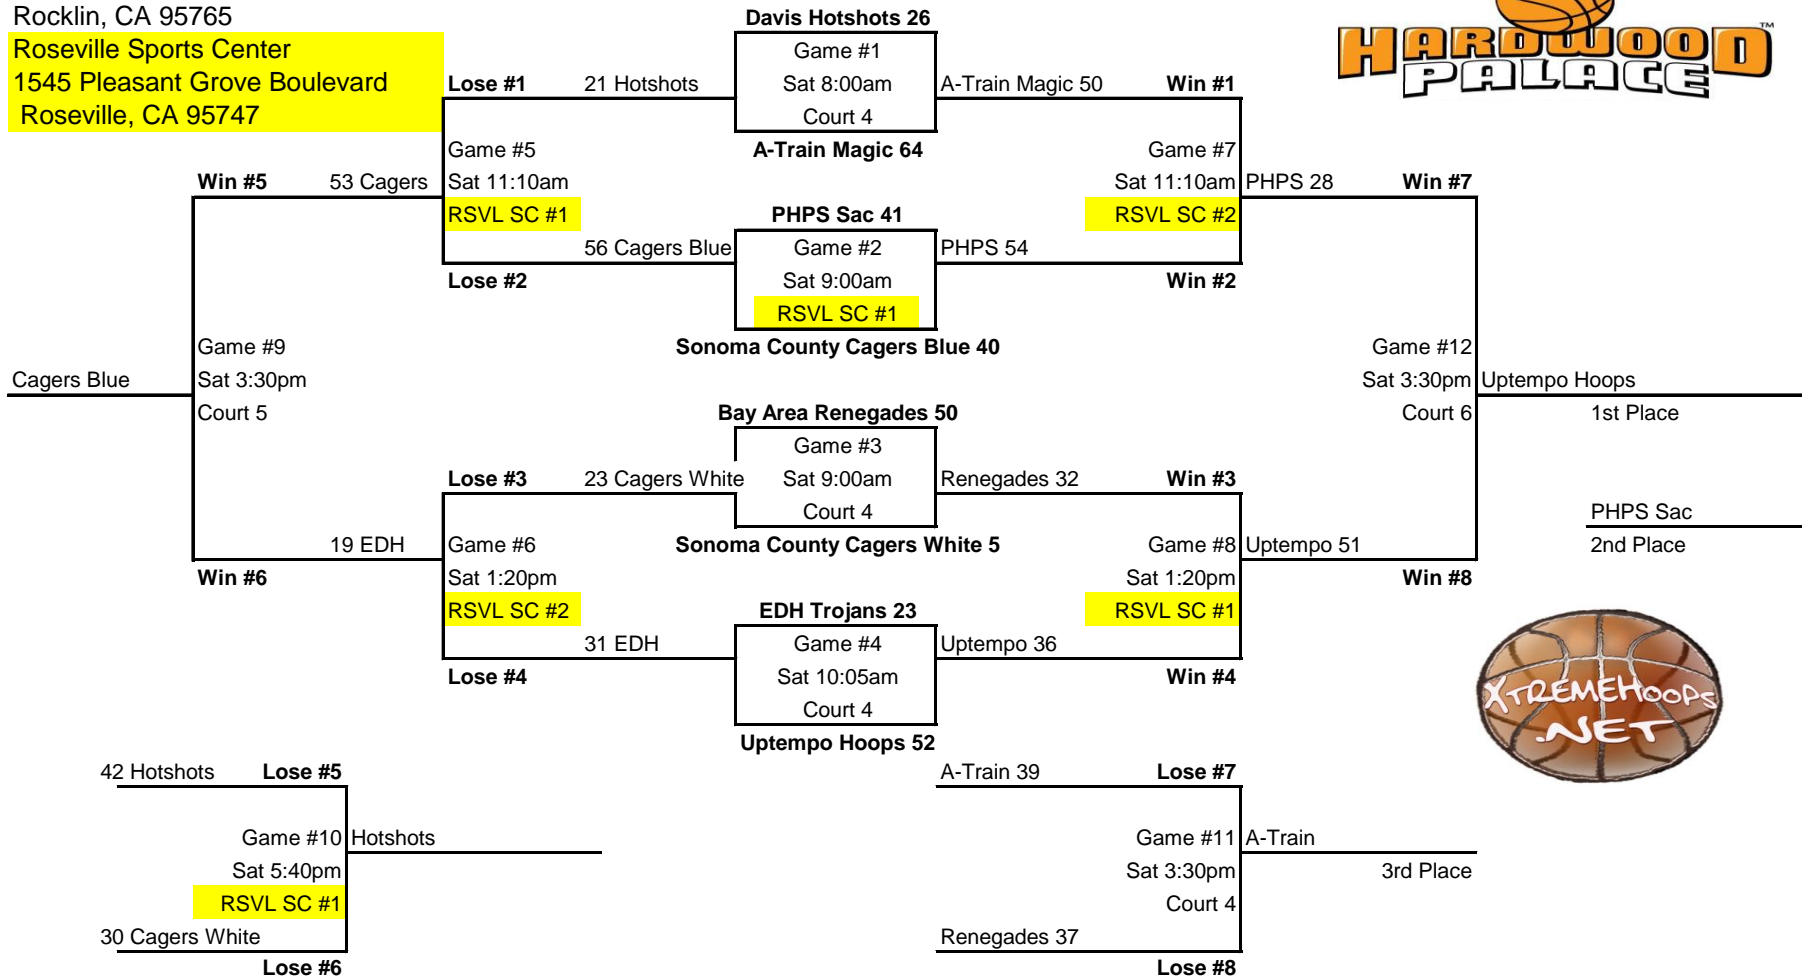 Rocklin, CA 95765
Roseville Sports Center
1545 Pleasant Grove Boulevard
Roseville, CA 95747
Davis Hotshots 26
Game #1
Sat 8:00am
Court 4
A-Train Magic 64
HARDWOOD PALACE™
Lose #1
21 Hotshots
A-Train Magic 50
Win #1
Game #5
Sat 11:10am
RSVL SC #1
Game #7
Sat 11:10am
RSVL SC #2
Win #5
53 Cagers
PHPS 28
Win #7
PHPS Sac 41
Game #2
Sat 9:00am
RSVL SC #1
Sonoma County Cagers Blue 40
56 Cagers Blue
PHPS 54
Lose #2
Win #2
Game #9
Sat 3:30pm
Court 5
Cagers Blue
Game #12
Sat 3:30pm
Court 6
Uptempo Hoops
1st Place
Bay Area Renegades 50
Game #3
Sat 9:00am
Court 4
Sonoma County Cagers White 5
Lose #3
23 Cagers White
Renegades 32
Win #3
PHPS Sac
2nd Place
19 EDH
Win #6
Game #6
Sat 1:20pm
RSVL SC #2
Game #8
Sat 1:20pm
RSVL SC #1
Uptempo 51
Win #8
EDH Trojans 23
Game #4
Sat 10:05am
Court 4
Uptempo Hoops 52
31 EDH
Uptempo 36
Lose #4
Win #4
XTREMEHOOPS
.NET
42 Hotshots
Lose #5
Game #10
Sat 5:40pm
RSVL SC #1
Hotshots
30 Cagers White
Lose #6
A-Train 39
Lose #7
Game #11
Sat 3:30pm
Court 4
A-Train
3rd Place
Renegades 37
Lose #8